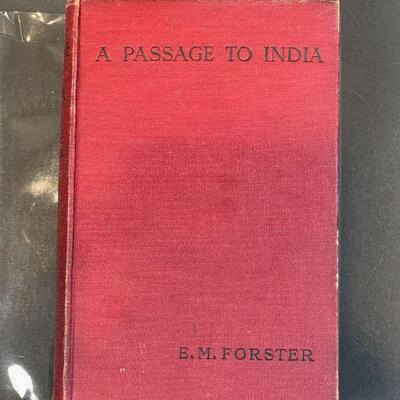 A PASSAGE TO INDIA
E. M. FORSTER